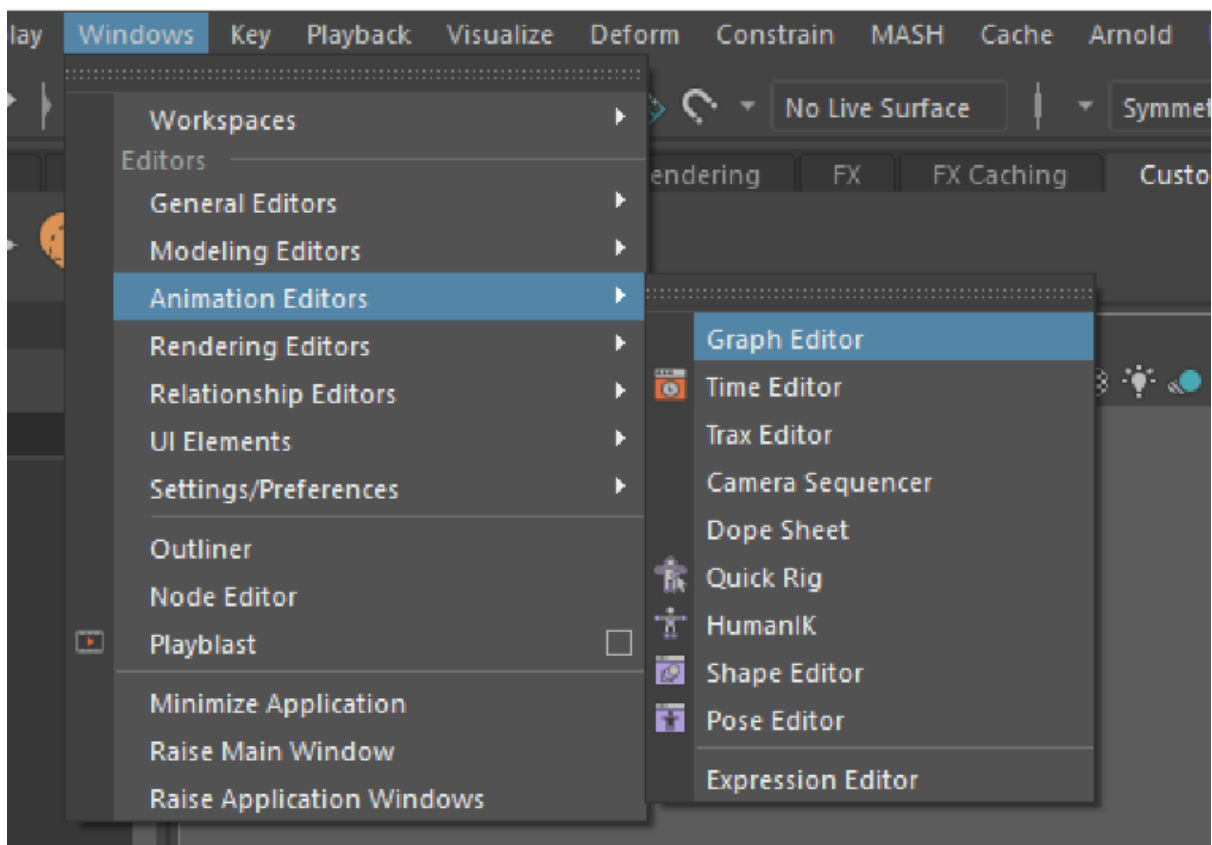 lay Windows Key Playback Visualize Deform Constrain MASH Cache Arnold
No Live Surface Symmet
endering FX FX Caching Custo
Workspaces
Editors
General Editors
Modeling Editors
Animation Editors
Rendering Editors
Relationship Editors
UI Elements
Settings/Preferences
Outliner
Node Editor
Playblast
Minimize Application
Raise Main Window
Raise Application Windows
Graph Editor
Time Editor
Trax Editor
Camera Sequencer
Dope Sheet
Quick Rig
HumanIK
Shape Editor
Pose Editor
Expression Editor